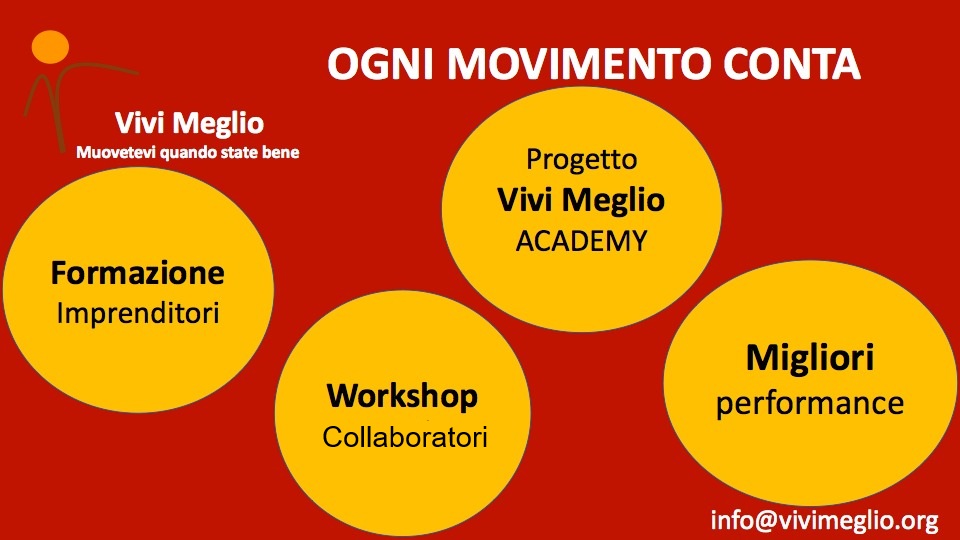 OGNI MOVIMENTO CONTA
Vivi Meglio
Muovetevi quando state bene
Formazione
Imprenditori
Workshop
Collaboratori
Progetto
Vivi Meglio
ACADEMY
Migliori
performance
info@vivimeglio.org